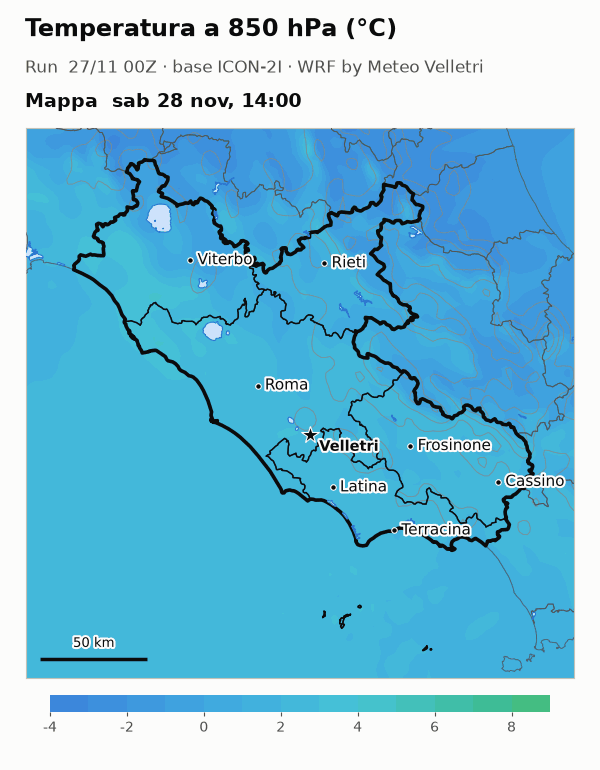 Temperatura a 850 hPa (°C)
Run  27/11 00Z · base ICON-2I · WRF by Meteo Velletri
Mappa  sab 28 nov, 14:00
Viterbo
Rieti
Roma
Velletri
Frosinone
Cassino
Latina
Terracina
50 km
-4 -2 0 2 4 6 8